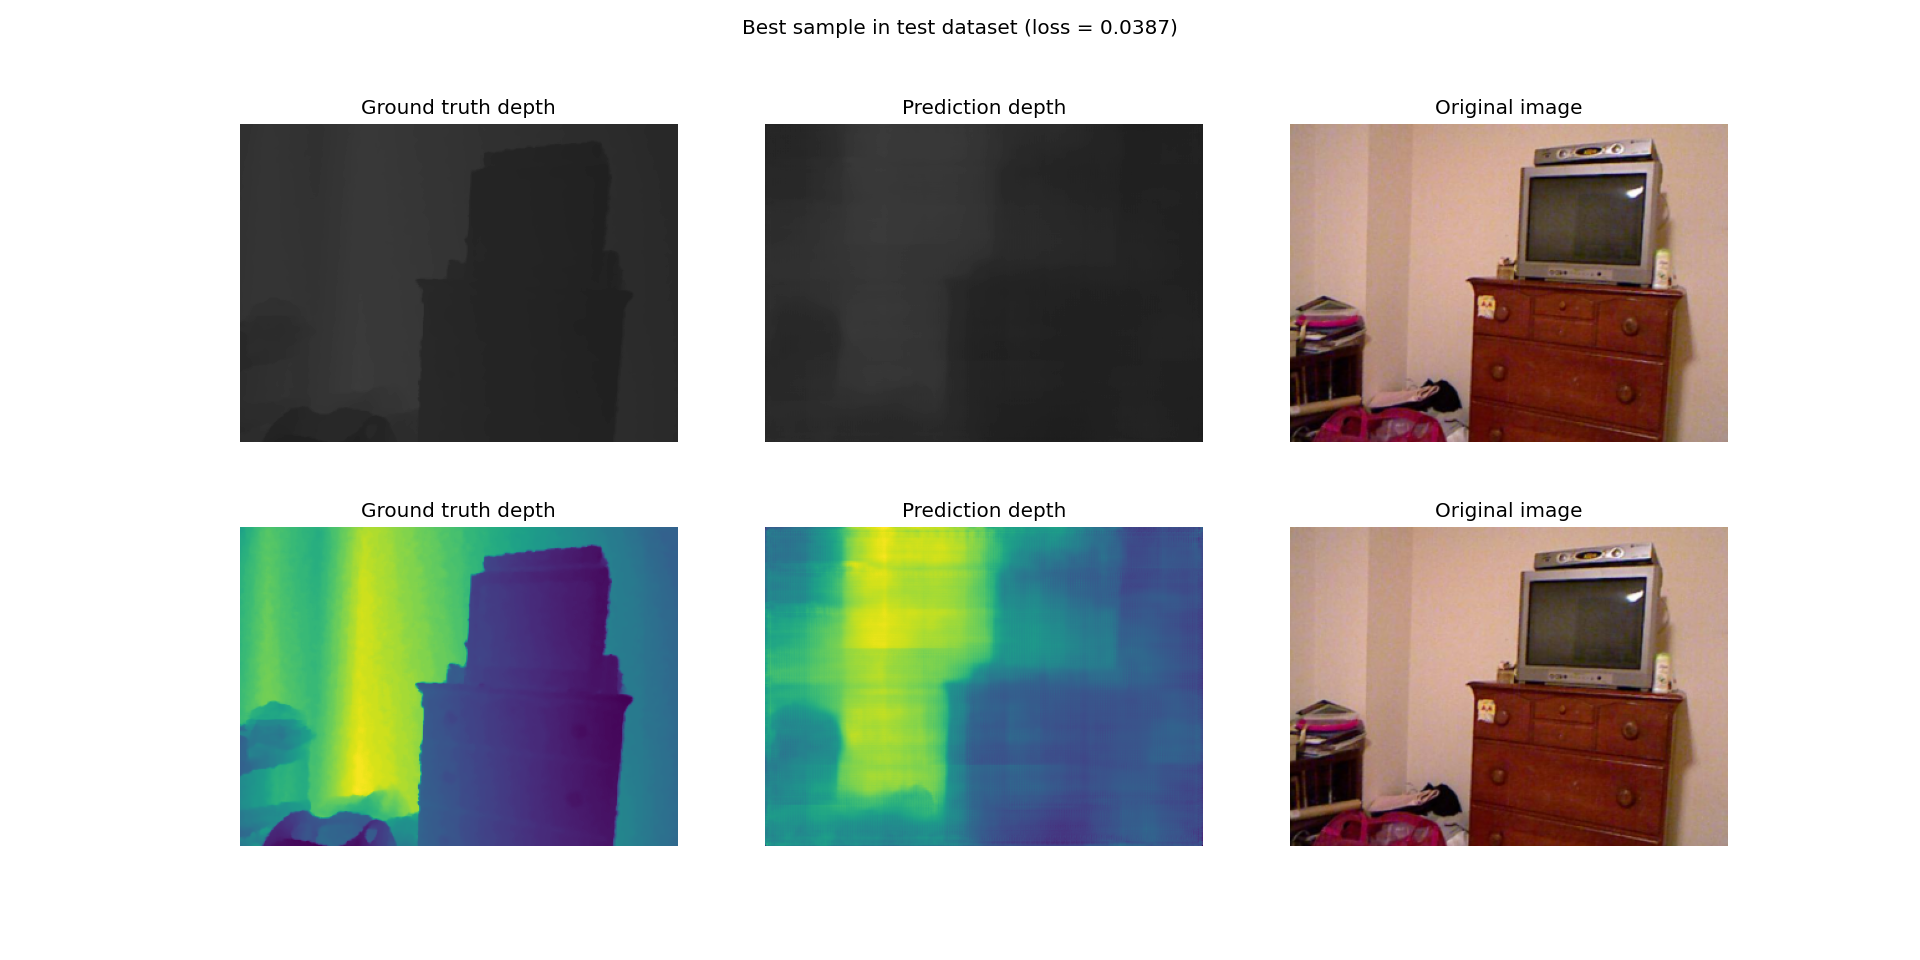 Best sample in test dataset (loss = 0.0387)
Ground truth depth
Prediction depth
Original image
Ground truth depth
Prediction depth
Original image